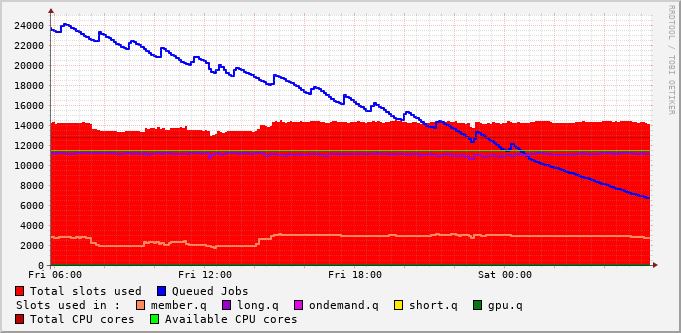 24000
22000
20000
18000
16000
14000
12000
10000
8000
6000
4000
2000
0
Fri 06:00 Fri 12:00 Fri 18:00 Sat 00:00
Total slots used Queued Jobs
Slots used in : member.q long.q ondemand.q short.q gpu.q
Total CPU cores Available CPU cores
RRDTOOL / TOBI OETIKER